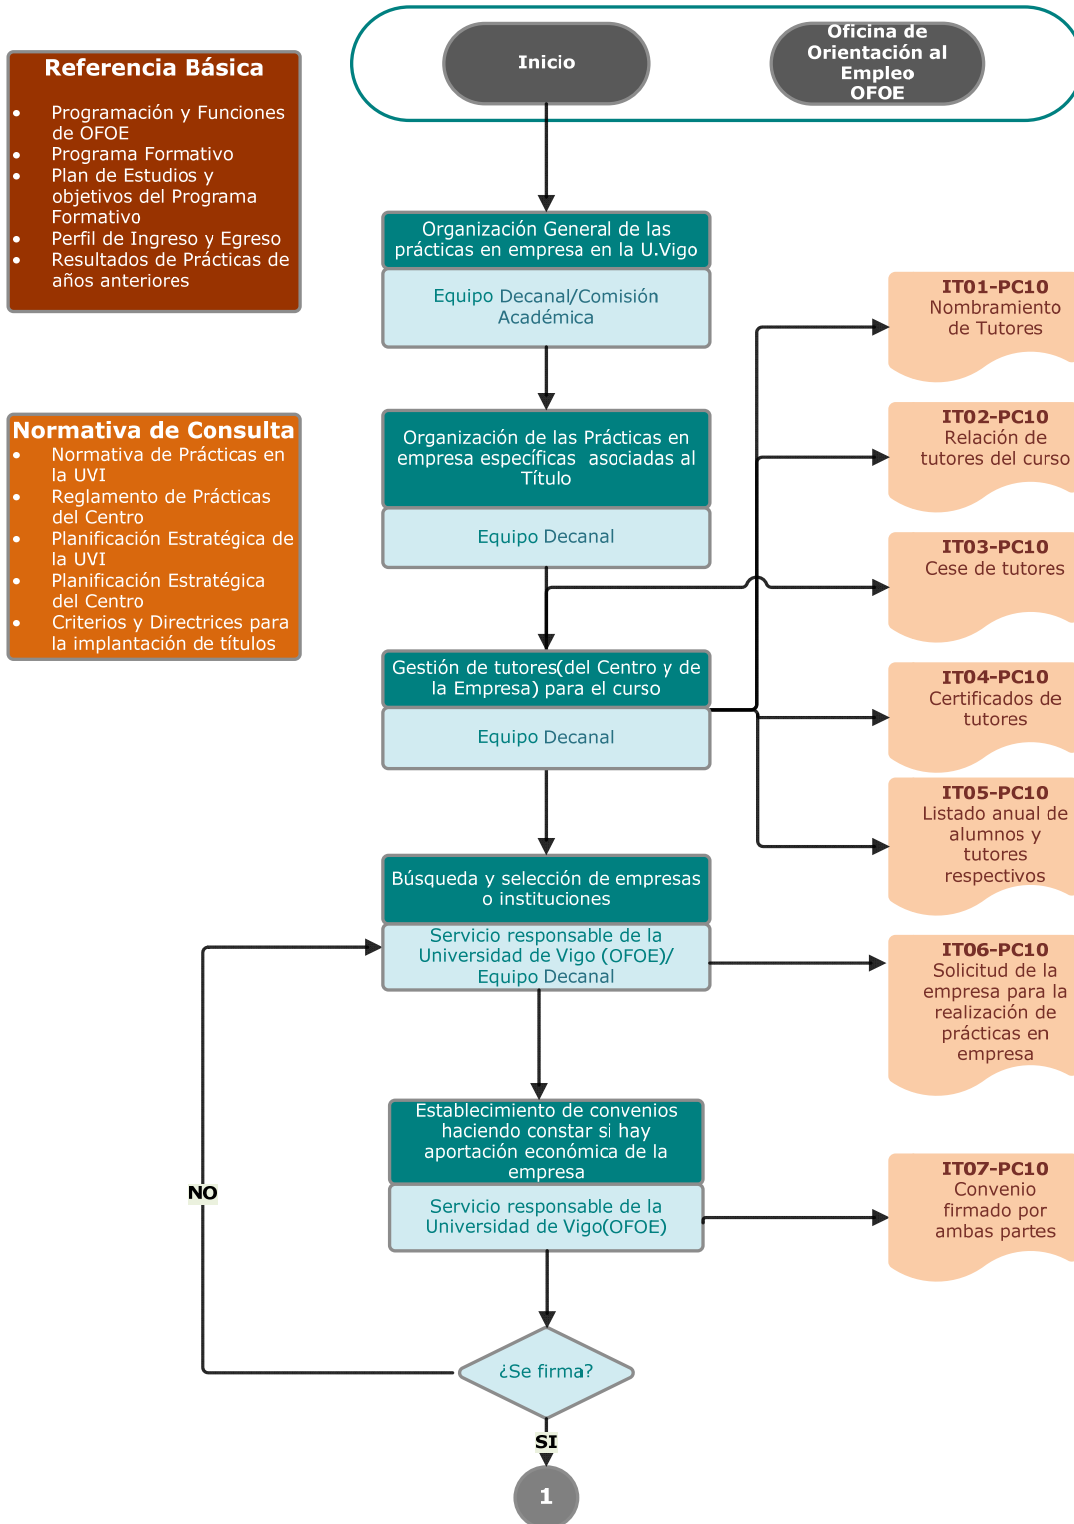 Inicio
Oficina de
Orientación al
Empleo
OFOE
Referencia Básica
• Programación y Funciones
de OFOE
• Programa Formativo
• Plan de Estudios y
objetivos del Programa
Formativo
• Perfil de Ingreso y Egreso
• Resultados de Prácticas de
años anteriores
Organización General de las
prácticas en empresa en la U.Vigo
Equipo Decanal/Comisión
Académica
IT01-PC10
Nombramiento
de Tutores
Normativa de Consulta
• Normativa de Prácticas en
la UVI
• Reglamento de Prácticas
del Centro
• Planificación Estratégica de
la UVI
• Planificación Estratégica
del Centro
• Criterios y Directrices para
la implantación de títulos
Organización de las Prácticas en
empresa específicas asociadas al
Título
Equipo Decanal
IT02-PC10
Relación de
tutores del curso
IT03-PC10
Cese de tutores
Gestión de tutores(del Centro y de
la Empresa) para el curso
Equipo Decanal
IT04-PC10
Certificados de
tutores
IT05-PC10
Listado anual de
alumnos y
tutores
respectivos
Búsqueda y selección de empresas
o instituciones
Servicio responsable de la
Universidad de Vigo (OFOE)/
Equipo Decanal
IT06-PC10
Solicitud de la
empresa para la
realización de
prácticas en
empresa
Establecimiento de convenios
haciendo constar si hay
aportación económica de la
empresa
Servicio responsable de la
Universidad de Vigo(OFOE)
IT07-PC10
Convenio
firmado por
ambas partes
NO
¿Se firma?
SI
1